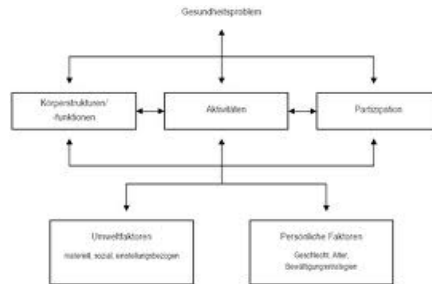 Gesundheitsproblem
Körperstrukturen/
-funktionen
Aktivitäten
Partizipation
Umweltfaktoren
materiell, sozial, einstellungsbezogen
Persönliche Faktoren
Geschlecht, Alter,
Bewältigungsstrategien